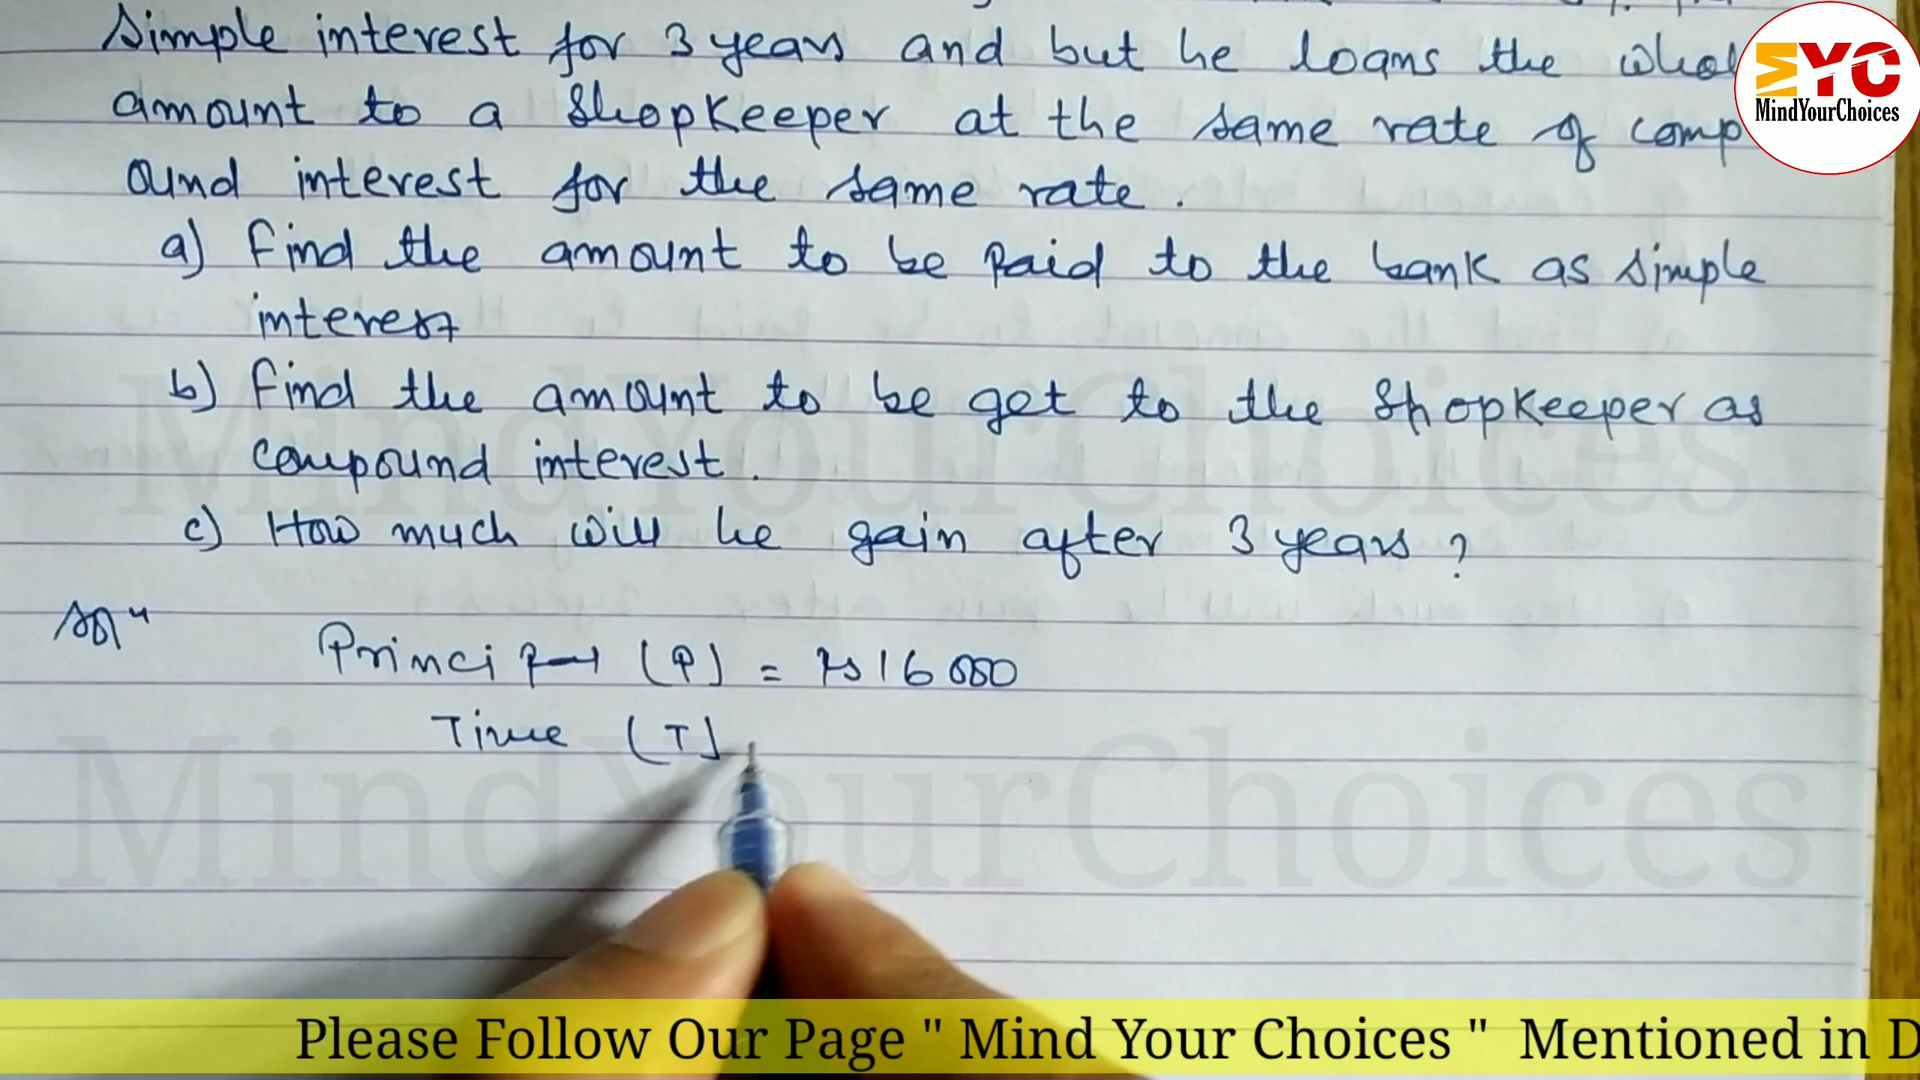 Simple interest for 3 years and but he loans the
amount to a shopkeeper at the same rate of comp
ound interest for the same rate.
a) Find the amount to be paid to the bank as simple
interest
b) Find the amount to be get to the shopkeeper as
compound interest.
c) How much will he gain after 3 years?
Solⁿ
Principal (P) = Rs 16000
Time (T)
MYC
MindYourChoices
MindYourChoices
MindYourChoices
Please Follow Our Page " Mind Your Choices " Mentioned in D